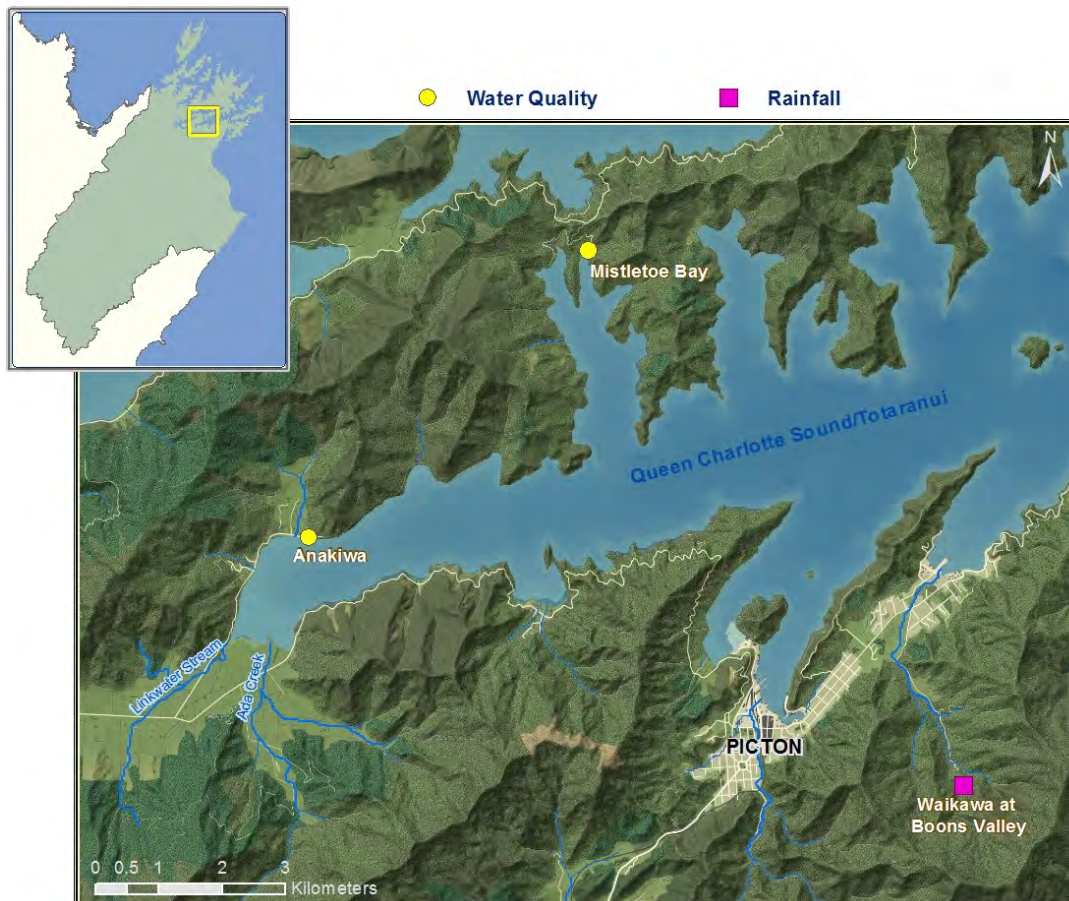 Water Quality
Rainfall
N
Mistletoe Bay
Queen Charlotte Sound/Totaranui
Anakiwa
Linkwater Stream
Ada Creek
PICTON
Waikawa at
Boons Valley
0 0.5 1 2 3
Kilometers